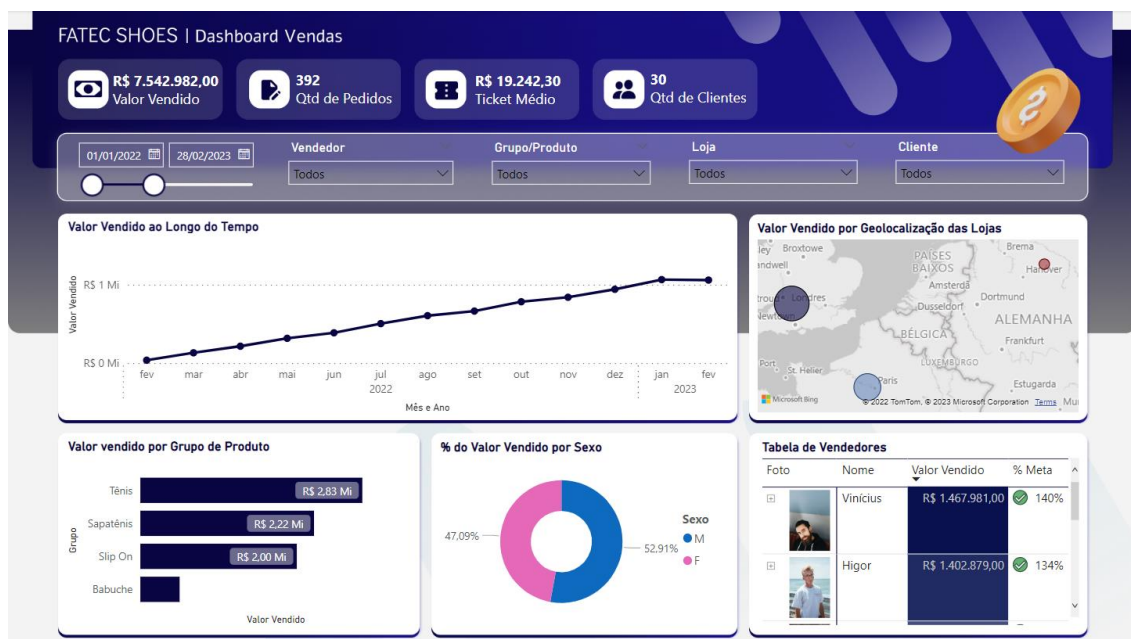 FATEC SHOES | Dashboard Vendas
R$ 7.542.982,00
Valor Vendido
392
Qtd de Pedidos
R$ 19.242,30
Ticket Médio
30
Qtd de Clientes
01/01/2022
28/02/2023
Vendedor
Todos
Grupo/Produto
Todos
Loja
Todos
Cliente
Todos
Valor Vendido ao Longo do Tempo
Valor Vendido
R$ 1 Mi
R$ 0 Mi
fev mar abr mai jun jul ago set out nov dez jan fev
2022 2023
Mês e Ano
Valor Vendido por Geolocalização das Lojas
ley Broxtowe
andwell
PAÍSES
BAIXOS
Brema
Hanover
Amsterdã
troud Londres
Newtown
Dusseldorf
Dortmund
ALEMANHA
BÉLGICA
Frankfurt
LUXEMBURGO
Port.
St. Helier
Paris
Estugarda
Microsoft Bing
© 2022 TomTom, © 2023 Microsoft Corporation Terms Mu
Valor vendido por Grupo de Produto
Grupo
Tênis R$ 2,83 Mi
Sapatênis R$ 2,22 Mi
Slip On R$ 2,00 Mi
Babuche
Valor Vendido
% do Valor Vendido por Sexo
47.09%
52.91%
Sexo
M
F
Tabela de Vendedores
Foto Nome Valor Vendido % Meta
Vinícius R$ 1.467.981,00 140%
Higor R$ 1.402.879,00 134%